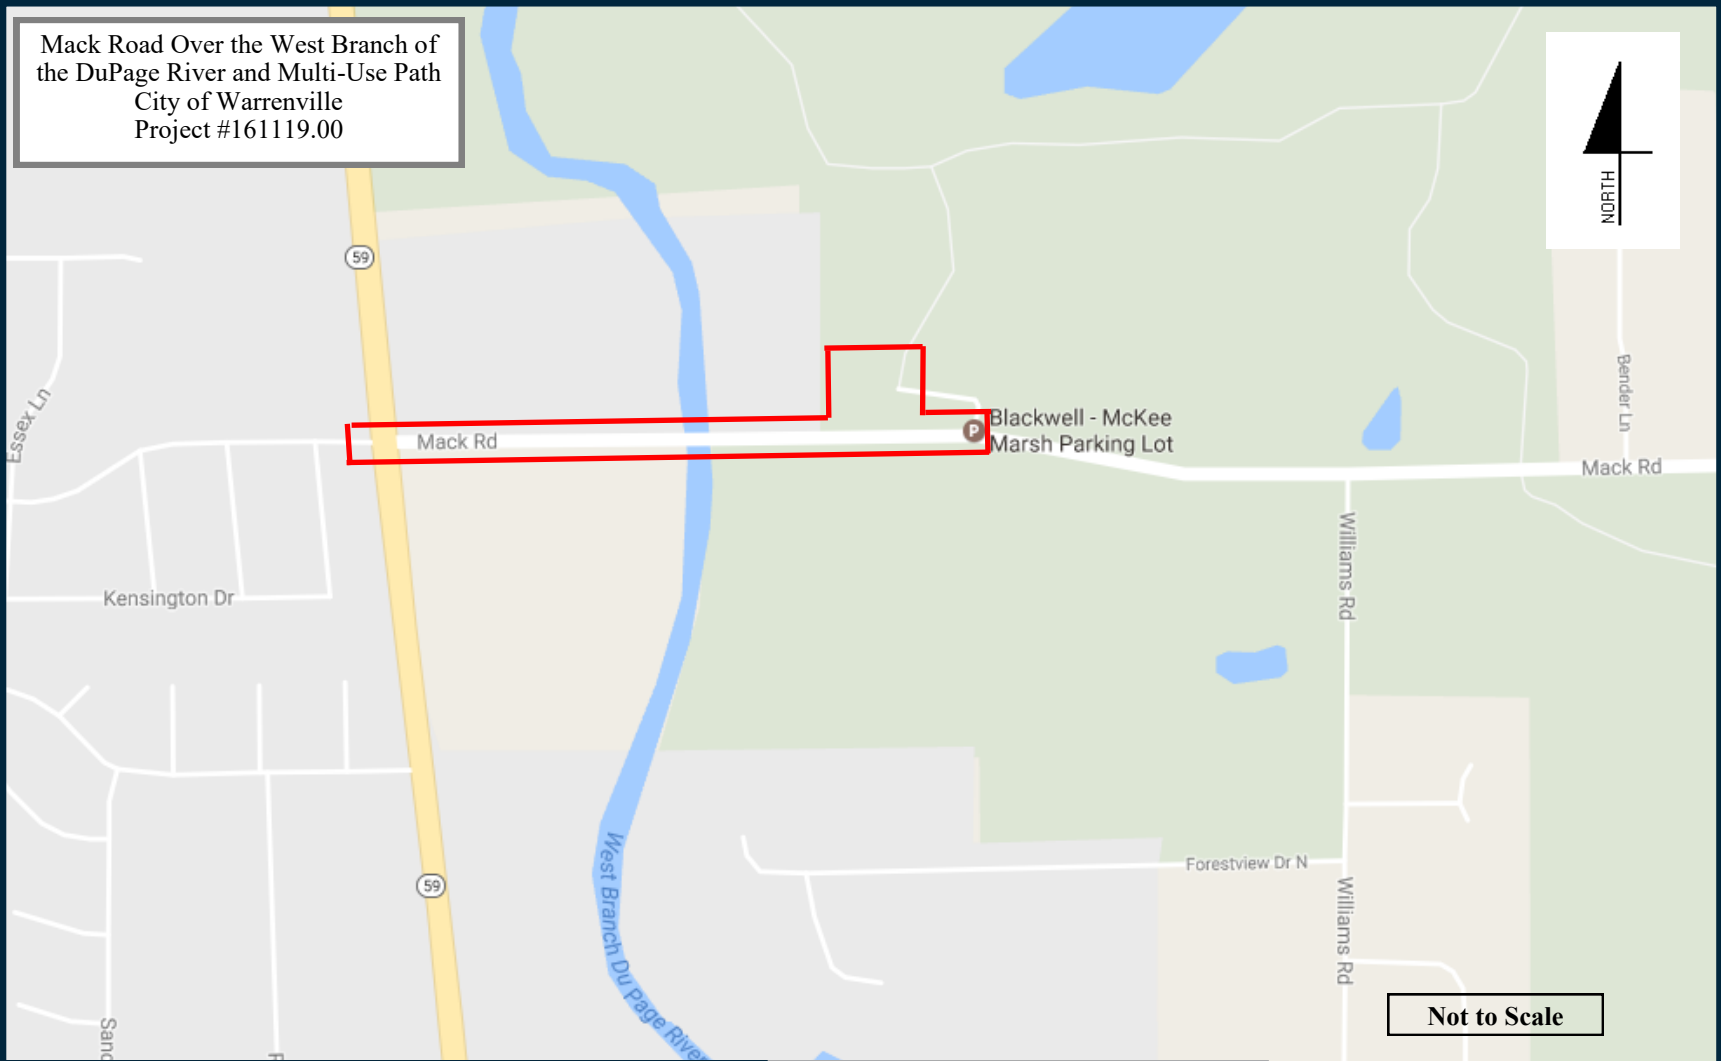 Mack Road Over the West Branch of
the DuPage River and Multi-Use Path
City of Warrenville
Project #161119.00
NORTH
59
Essex Ln
Mack Rd
P
Blackwell - McKee
Marsh Parking Lot
Bender Ln
Mack Rd
Williams Rd
Kensington Dr
Forestview Dr N
59
West Branch Du Page River
Williams Rd
Not to Scale